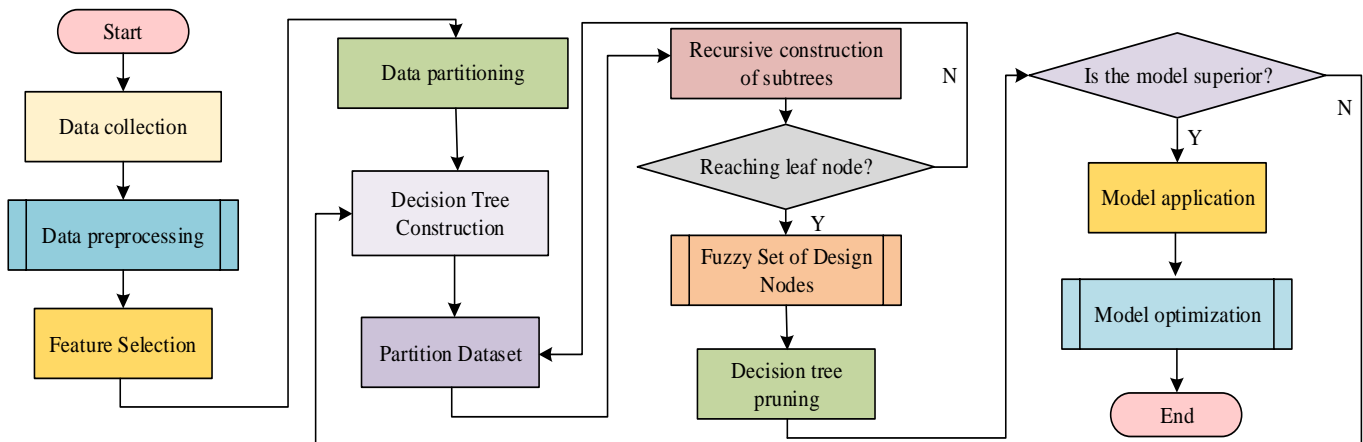 Start
Data collection
Data preprocessing
Feature Selection
Data partitioning
Decision Tree
Construction
Partition Dataset
Recursive construction
of subtrees
N
Reaching leaf node?
Y
Fuzzy Set of Design
Nodes
Decision tree
pruning
Is the model superior?
N
Y
Model application
Model optimization
End